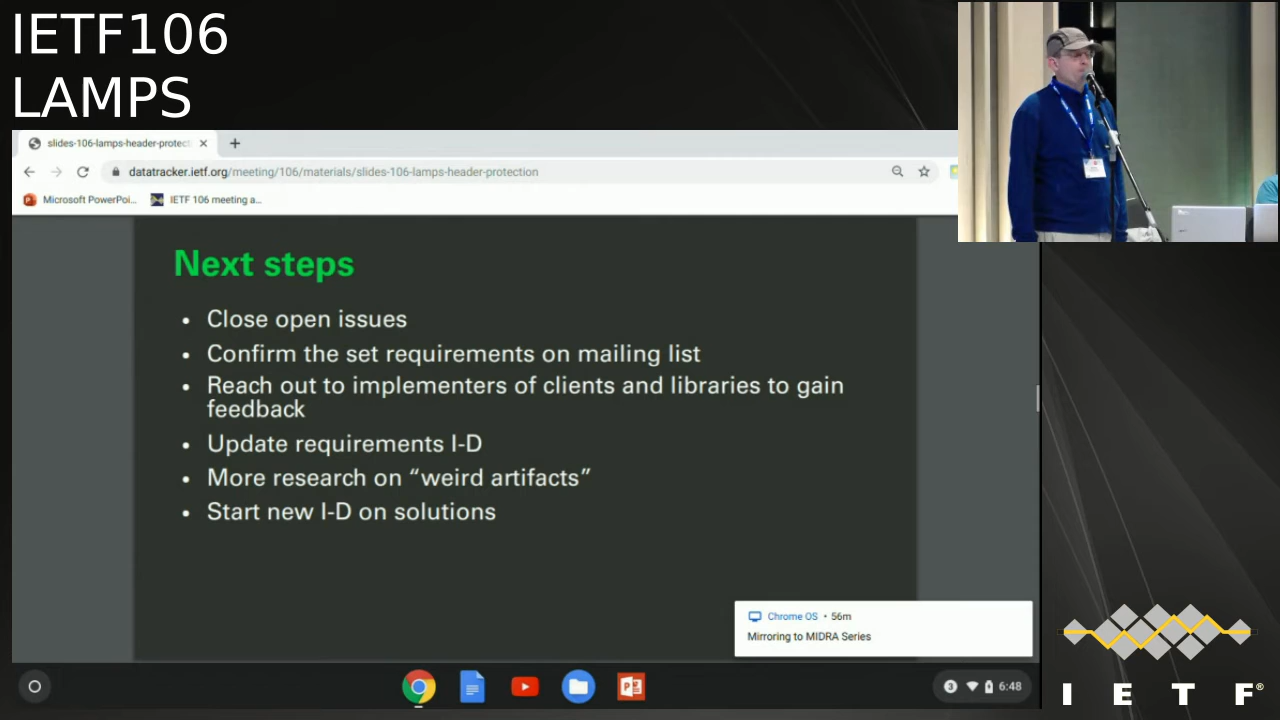 IETF106
LAMPS
slides-106-lamps-header-protect
datatracker.ietf.org/meeting/106/materials/slides-106-lamps-header-protection
Microsoft PowerPoi...
IETF 106 meeting a...
Next steps
• Close open issues
• Confirm the set requirements on mailing list
• Reach out to implementers of clients and libraries to gain
feedback
• Update requirements I-D
• More research on “weird artifacts”
• Start new I-D on solutions
Chrome OS • 56m
Mirroring to MIDRA Series
3 6:48
I E T F®